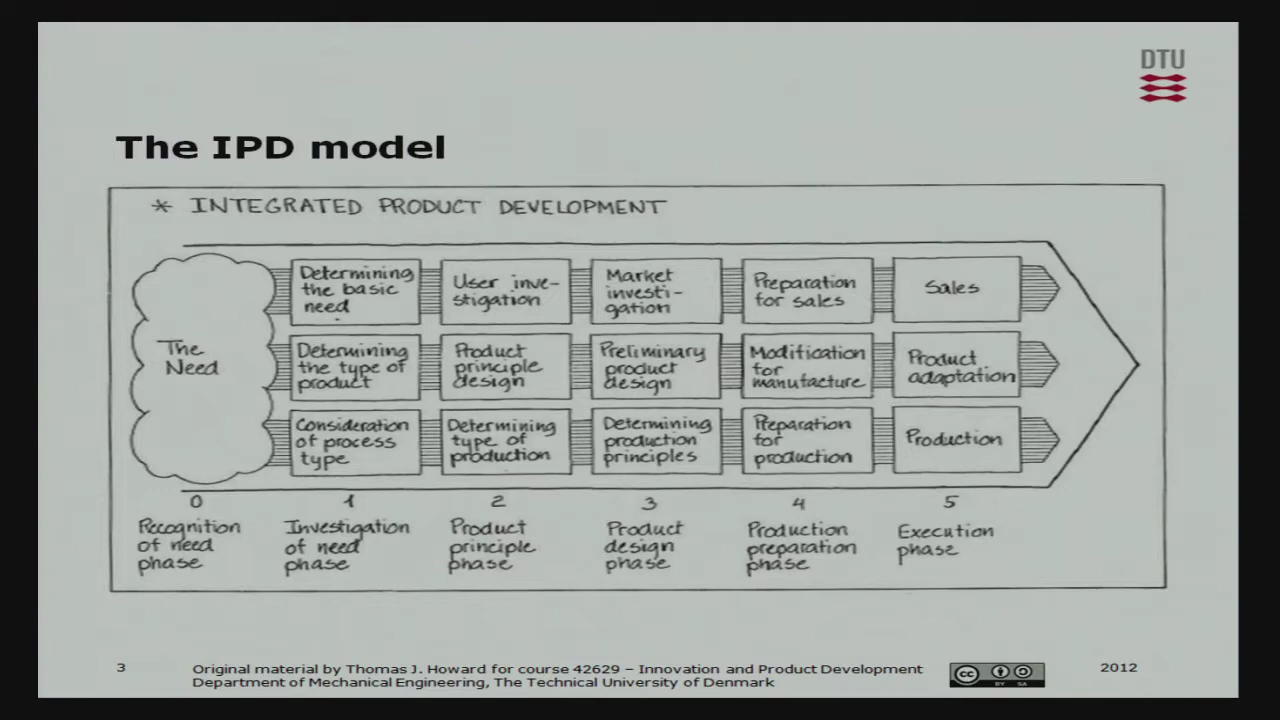 DTU
The IPD model
* INTEGRATED PRODUCT DEVELOPMENT
The
Need
Determining
the basic
need
User inve-
stigation
Market
investi-
gation
Preparation
for sales
Sales
Determining
the type of
product
Product
principle
design
Preliminary
product
design
Modification
for
manufacture
Product
adaptation
Consideration
of process
type
Determining
type of
production
Determining
production
principles
Preparation
for
production
Production
0
Recognition
of need
phase
1
Investigation
of need
phase
2
Product
principle
phase
3
Product
design
phase
4
Production
preparation
phase
5
Execution
phase
3
Original material by Thomas J. Howard for course 42629 – Innovation and Product Development
Department of Mechanical Engineering, The Technical University of Denmark
cc
BY SA
2012